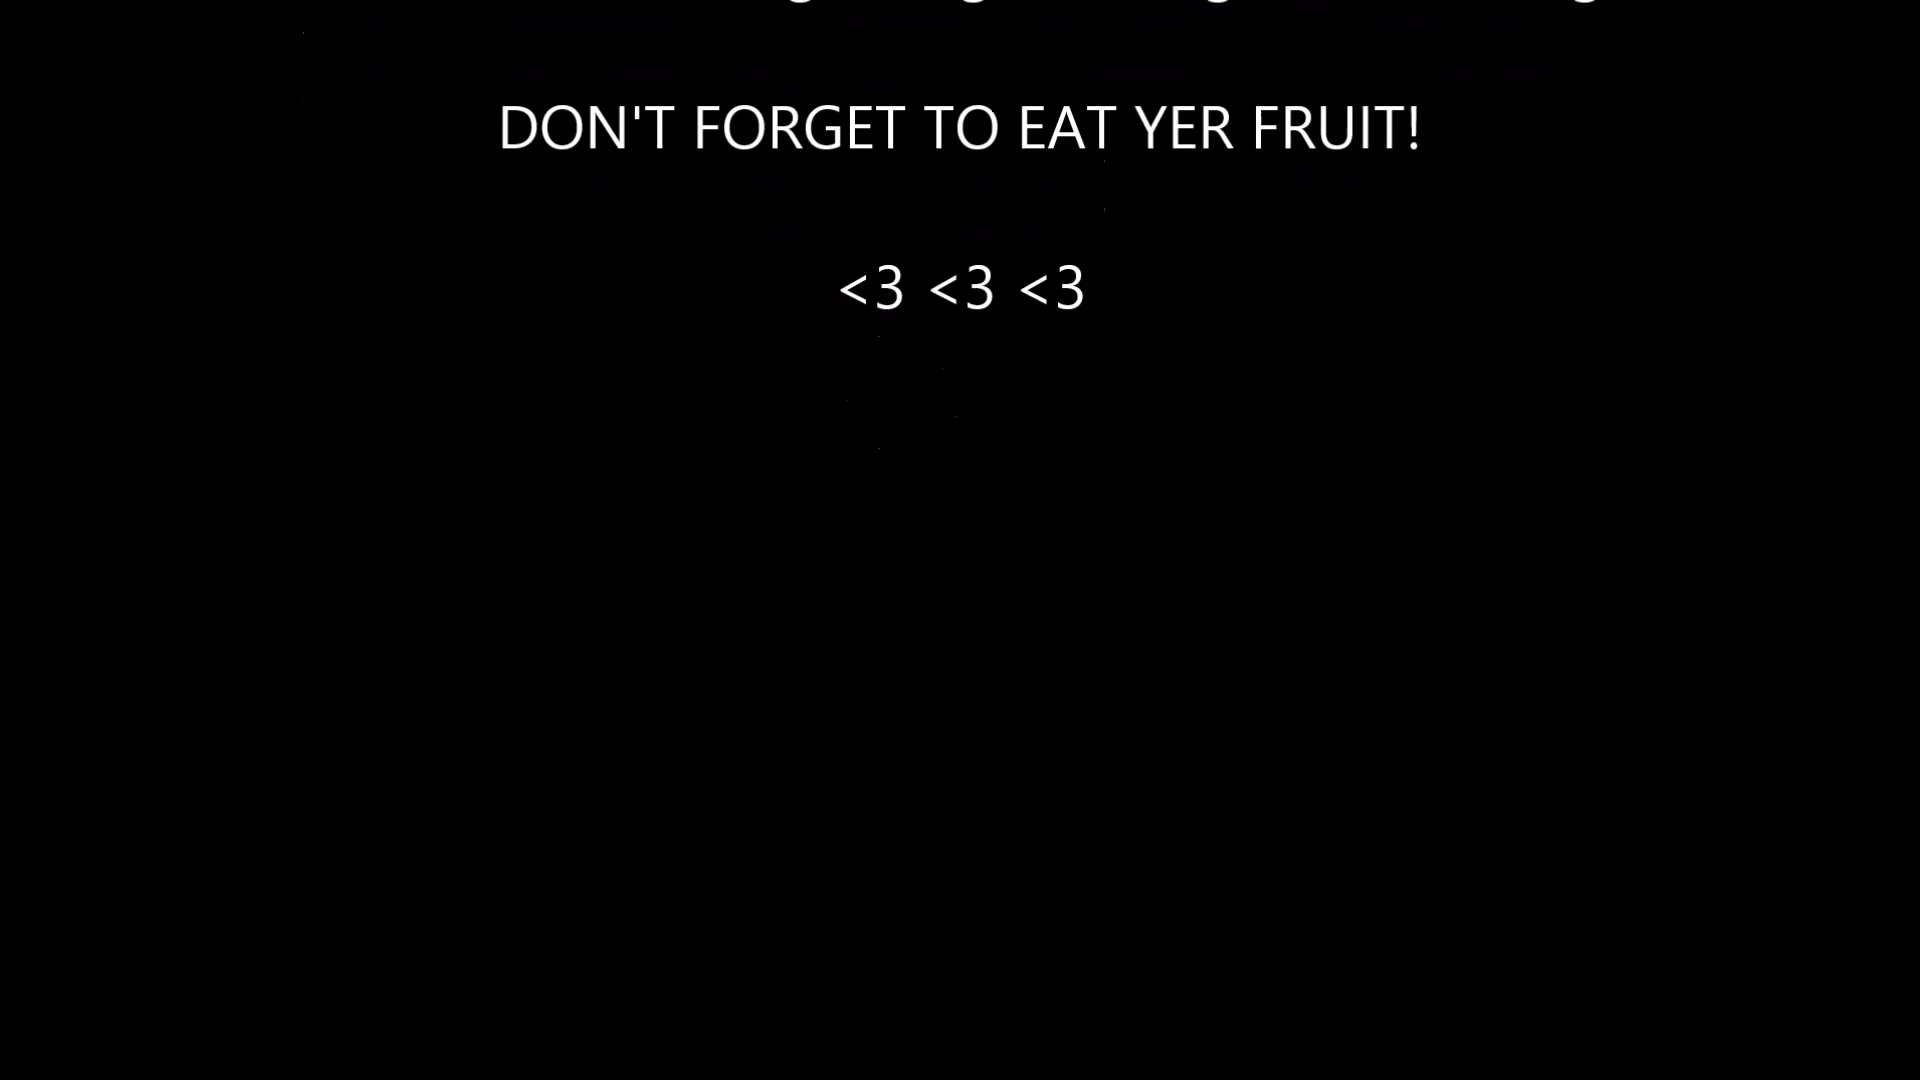 DON'T FORGET TO EAT YER FRUIT!
<3 <3 <3